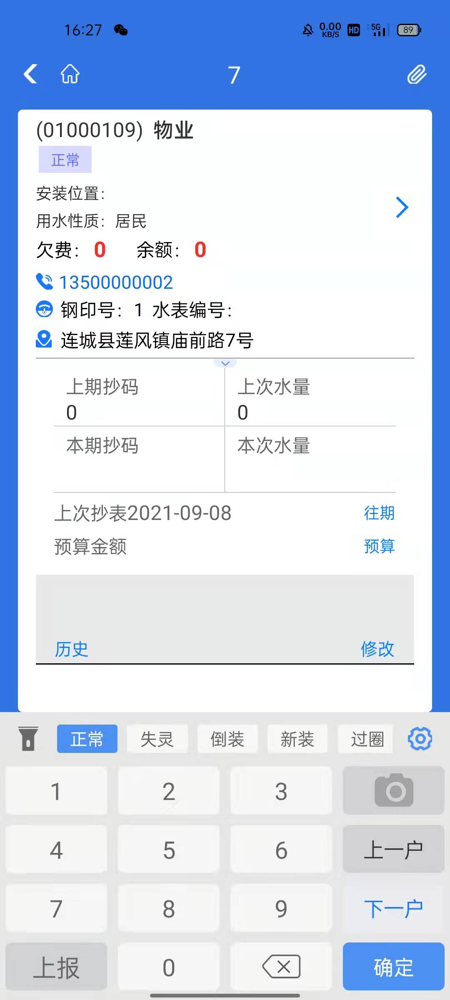 16:27
0.00
KB/S
HD
5G
89
7
(01000109) 物业
正常
安装位置:
用水性质: 居民
欠费: 0 余额: 0
13500000002
钢印号: 1 水表编号:
连城县莲风镇庙前路7号
上期抄码 上次水量
0 0
本期抄码 本次水量
上次抄表2021-09-08 往期
预算金额 预算
历史 修改
正常 失灵 倒装 新装 过圈
1 2 3
4 5 6 上一户
7 8 9 下一户
上报 0 确定